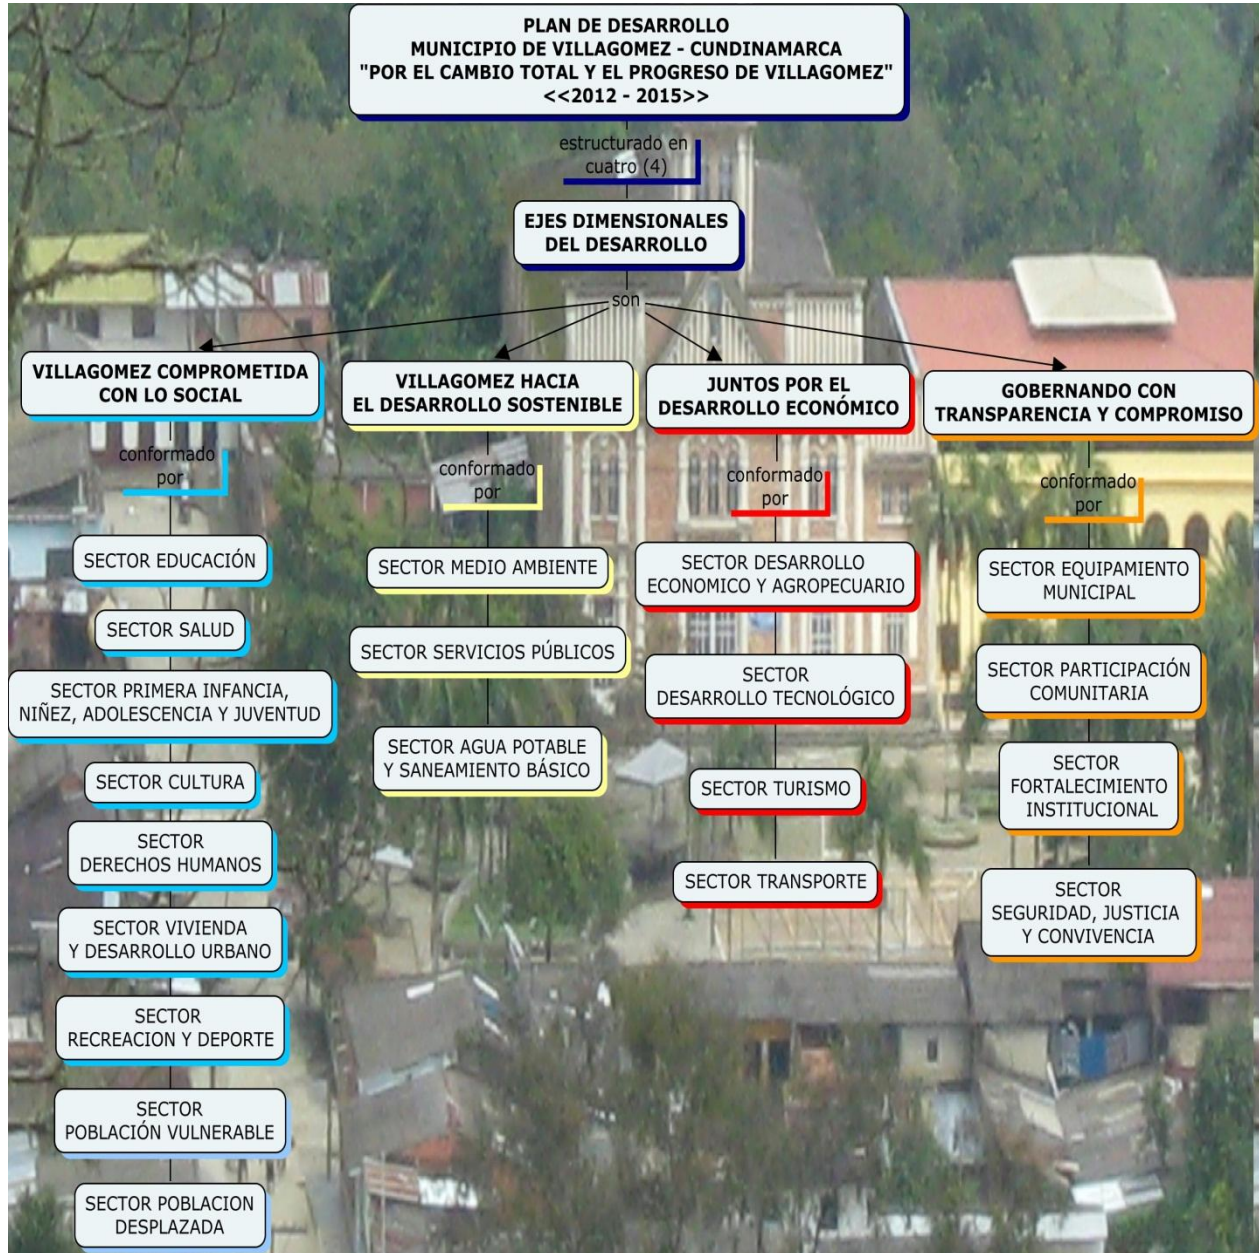 PLAN DE DESARROLLO
MUNICIPIO DE VILLAGOMEZ - CUNDINAMARCA
"POR EL CAMBIO TOTAL Y EL PROGRESO DE VILLAGOMEZ"
<<2012 - 2015>>
estructurado en
cuatro (4)
EJES DIMENSIONALES
DEL DESARROLLO
son
VILLAGOMEZ COMPROMETIDA
CON LO SOCIAL
conformado
por
SECTOR EDUCACIÓN
SECTOR SALUD
SECTOR PRIMERA INFANCIA,
NIÑEZ, ADOLESCENCIA Y JUVENTUD
SECTOR CULTURA
SECTOR
DERECHOS HUMANOS
SECTOR VIVIENDA
Y DESARROLLO URBANO
SECTOR
RECREACION Y DEPORTE
SECTOR
POBLACIÓN VULNERABLE
SECTOR POBLACION
DESPLAZADA
VILLAGOMEZ HACIA
EL DESARROLLO SOSTENIBLE
conformado
por
SECTOR MEDIO AMBIENTE
SECTOR SERVICIOS PÚBLICOS
SECTOR AGUA POTABLE
Y SANEAMIENTO BÁSICO
JUNTOS POR EL
DESARROLLO ECONÓMICO
conformado
por
SECTOR DESARROLLO
ECONOMICO Y AGROPECUARIO
SECTOR
DESARROLLO TECNOLÓGICO
SECTOR TURISMO
SECTOR TRANSPORTE
GOBERNANDO CON
TRANSPARENCIA Y COMPROMISO
conformado
por
SECTOR EQUIPAMIENTO
MUNICIPAL
SECTOR PARTICIPACIÓN
COMUNITARIA
SECTOR
FORTALECIMIENTO
INSTITUCIONAL
SECTOR
SEGURIDAD, JUSTICIA
Y CONVIVENCIA